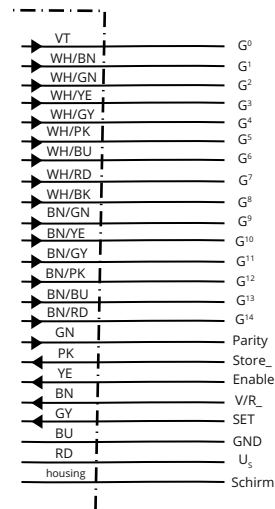 VT G⁰
WH/BN G¹
WH/GN G²
WH/YE G³
WH/GY G⁴
WH/PK G⁵
WH/BU G⁶
WH/RD G⁷
WH/BK G⁸
BN/GN G⁹
BN/YE G¹⁰
BN/GY G¹¹
BN/PK G¹²
BN/BU G¹³
BN/RD G¹⁴
GN Parity
PK Store_
YE Enable
BN V/R_
GY SET
BU GND
RD Uₛ
housing Schirm